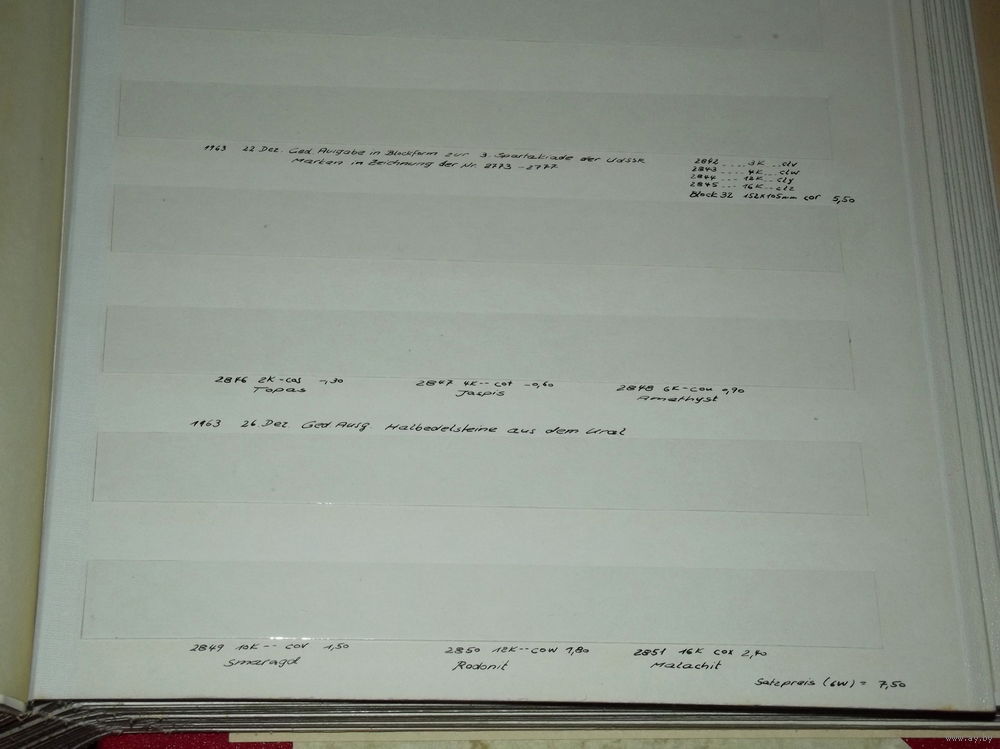 1963 22 Dez. Ged Ausgabe in Blockform zur 3. Spartakiade der UdSSR
Marken in Zeichnung der Nr. 2773 - 2777
2842 .... 3K .. clv
2843 .... 4K .. clw
2844 .... 12K .. cly
2845 ... 16K .. clz
Block 32 152x105mm cor 5,50
2846 2K - cos -,30
Topas
2847 4K -- cot -0,60
Jaspis
2848 6K - cou 0,90
Amethyst
1963 26. Dez. Ged Ausg. Halbedelsteine aus dem Ural
2849 10K -- cov 1,50
Smaragd
2850 12K -- cow 1,80
Rodonit
2851 16K cox 2,40
Malachit
Satzpreis (6W) = 7,50
www.ay.by